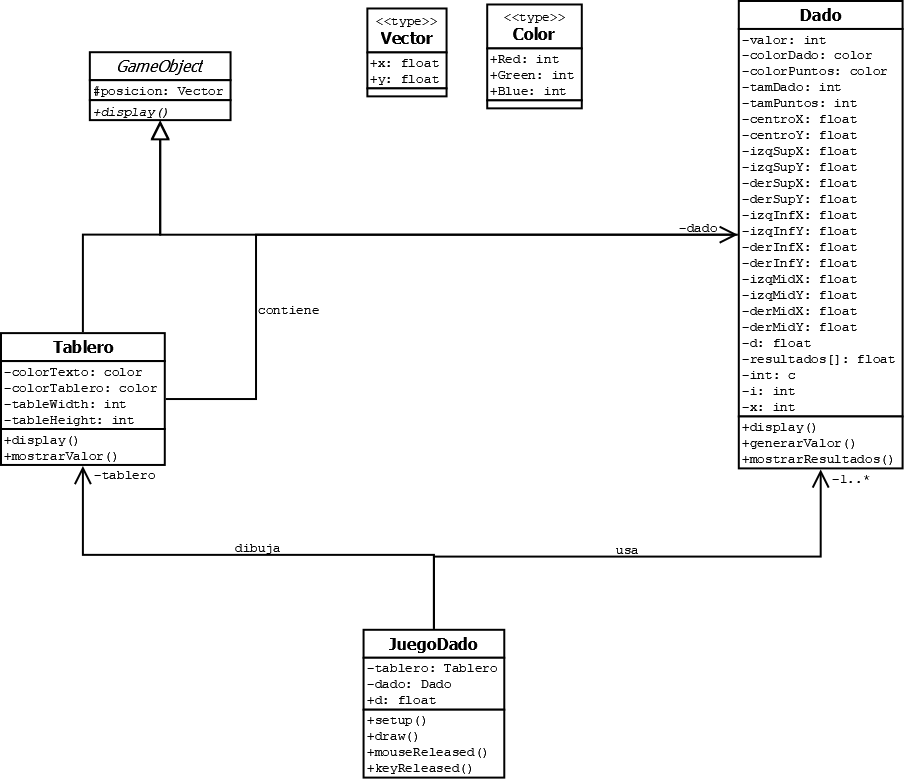 GameObject
#posicion: Vector
+display()
<<type>>
Vector
+x: float
+y: float
<<type>>
Color
+Red: int
+Green: int
+Blue: int
Dado
-valor: int
-colorDado: color
-colorPuntos: color
-tamDado: int
-tamPuntos: int
-centroX: float
-centroY: float
-izqSupX: float
-izqSupY: float
-derSupX: float
-derSupY: float
-izqInfX: float
-izqInfY: float
-derInfX: float
-derInfY: float
-izqMidX: float
-izqMidY: float
-derMidX: float
-derMidY: float
-d: float
-resultados[]: float
-int: c
-i: int
-x: int
+display()
+generarValor()
+mostrarResultados()
-dado
contiene
Tablero
-colorTexto: color
-colorTablero: color
-tableWidth: int
-tableHeight: int
+display()
+mostrarValor()
-tablero
-1..*
dibuja
usa
JuegoDado
-tablero: Tablero
-dado: Dado
+d: float
+setup()
+draw()
+mouseReleased()
+keyReleased()